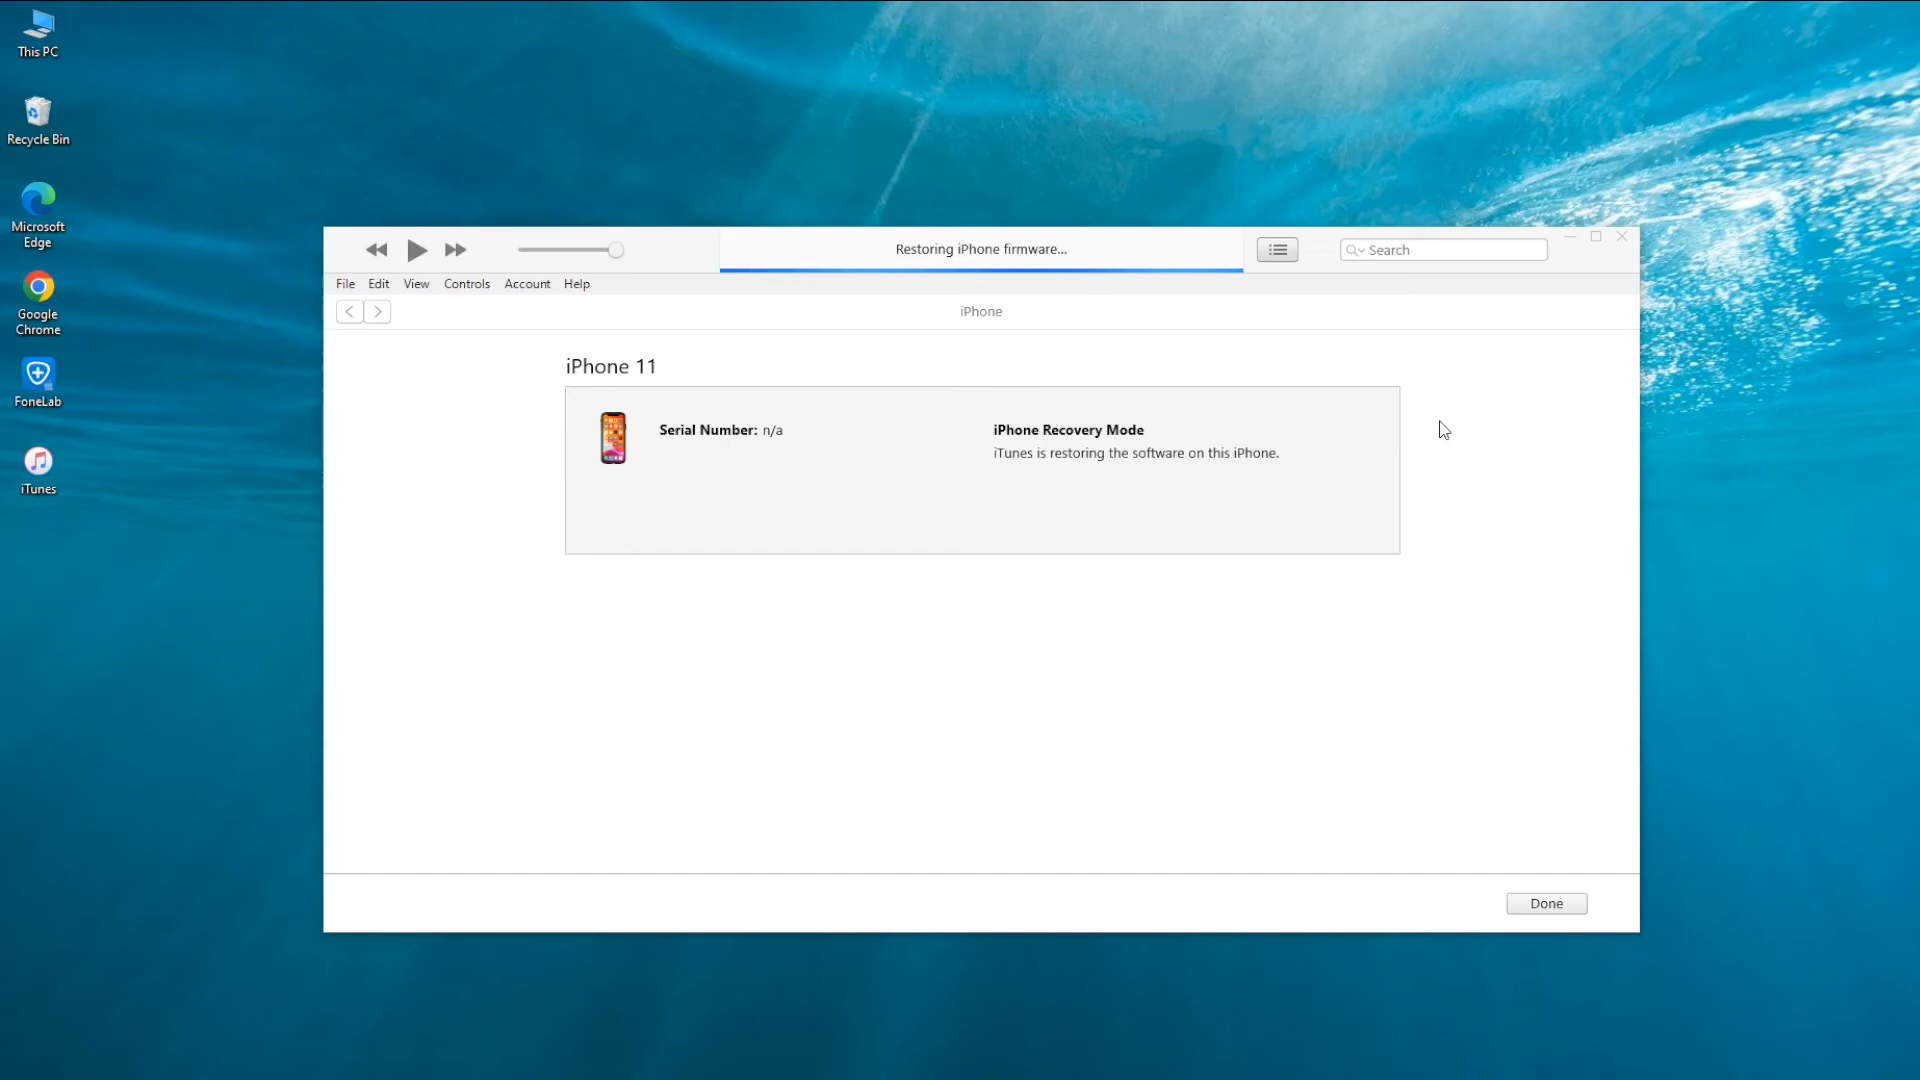 This PC
Recycle Bin
Microsoft
Edge
Google
Chrome
FoneLab
iTunes
Restoring iPhone firmware...
Search
File Edit View Controls Account Help
iPhone
iPhone 11
Serial Number: n/a
iPhone Recovery Mode
iTunes is restoring the software on this iPhone.
Done